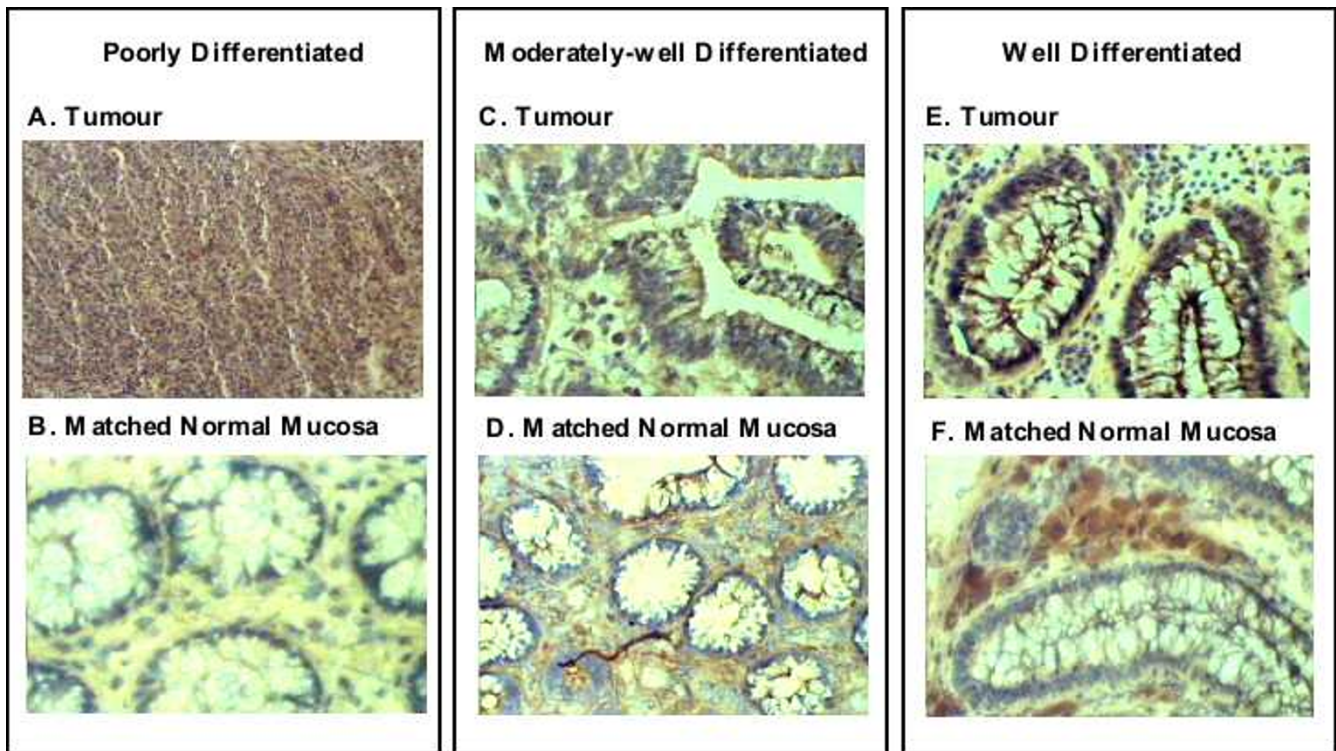 Poorly Differentiated
A. Tumour
B. Matched Normal Mucosa
Moderately-well Differentiated
C. Tumour
D. Matched Normal Mucosa
Well Differentiated
E. Tumour
F. Matched Normal Mucosa